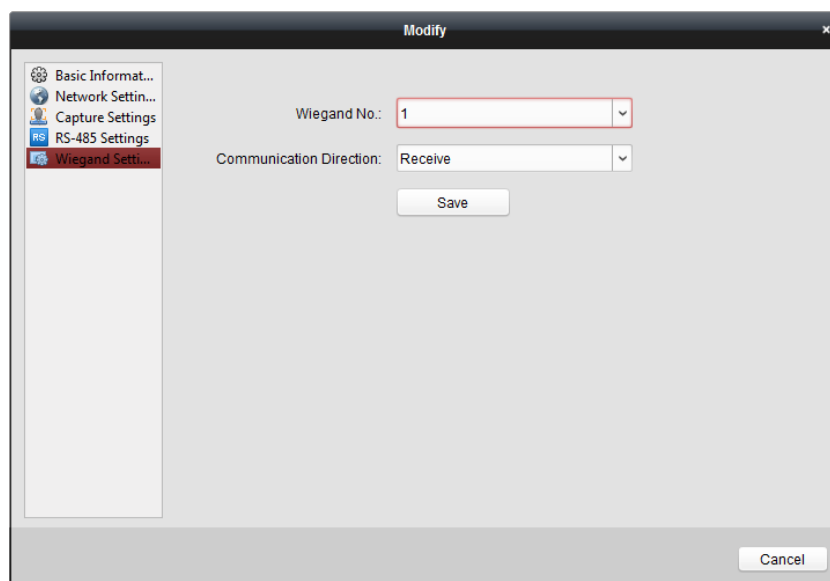 Modify
Basic Informat...
Network Settin...
Capture Settings
RS RS-485 Settings
Wiegand Setti...
Wiegand No.: 1
Communication Direction: Receive
Save
Cancel